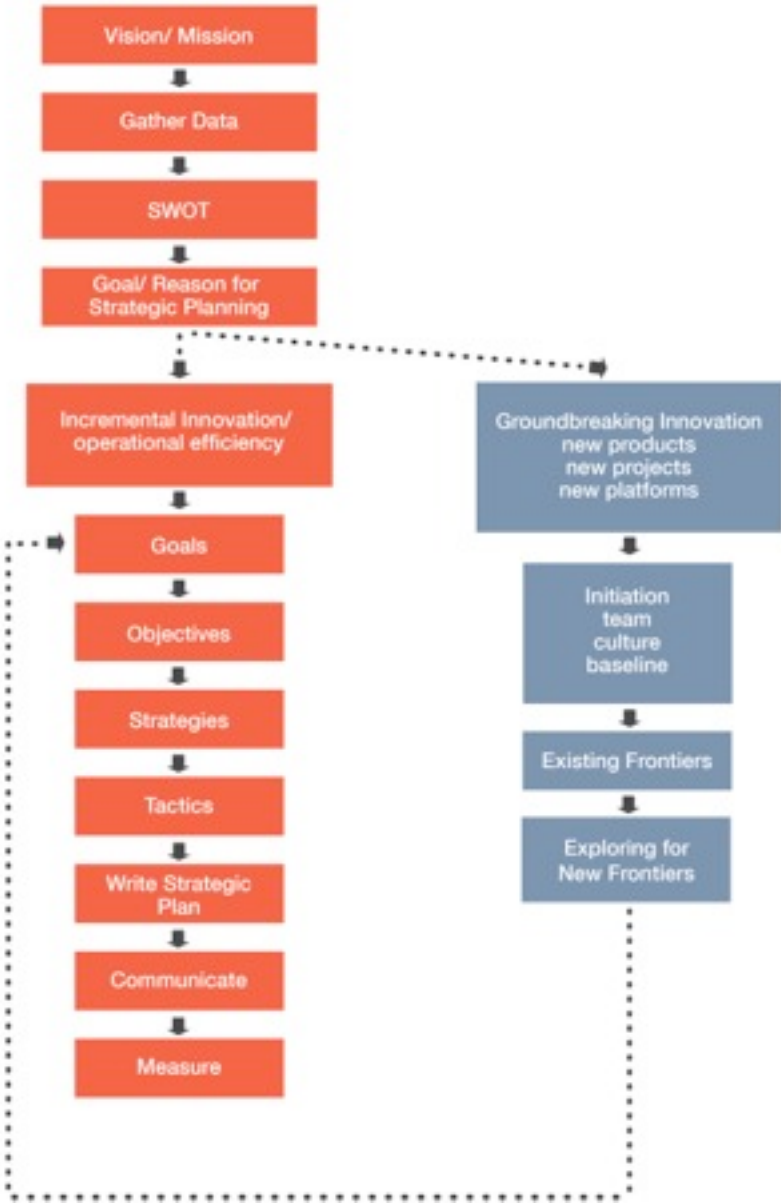 Vision/ Mission
Gather Data
SWOT
Goal/ Reason for
Strategic Planning
Incremental Innovation/
operational efficiency
Goals
Objectives
Strategies
Tactics
Write Strategic
Plan
Communicate
Measure
Groundbreaking Innovation
new products
new projects
new platforms
Initiation
team
culture
baseline
Existing Frontiers
Exploring for
New Frontiers